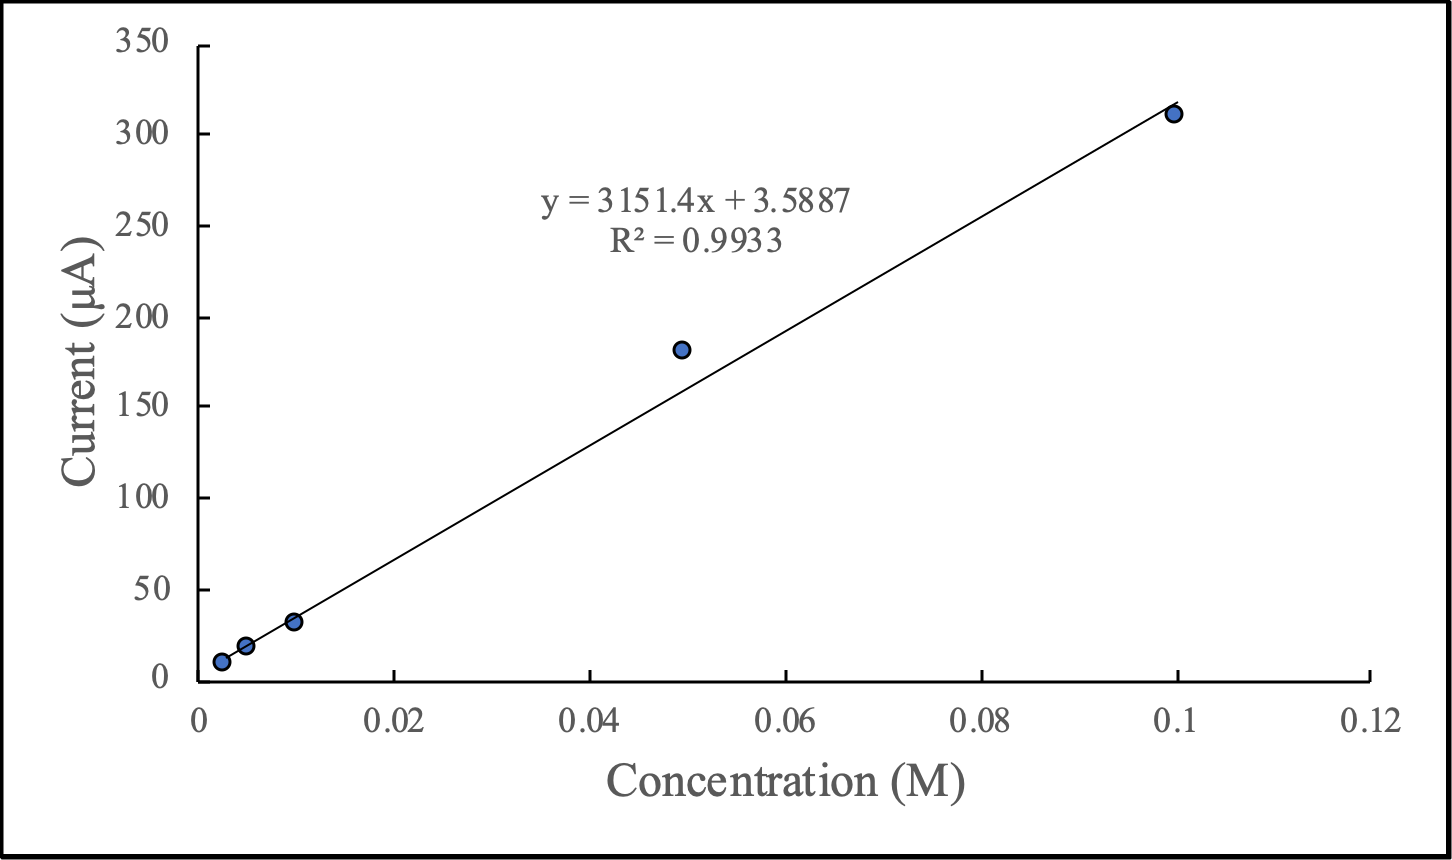 350
300
250
200
150
100
50
0
y = 3151.4x + 3.5887
R² = 0.9933
Current (µA)
0 0.02 0.04 0.06 0.08 0.1 0.12
Concentration (M)